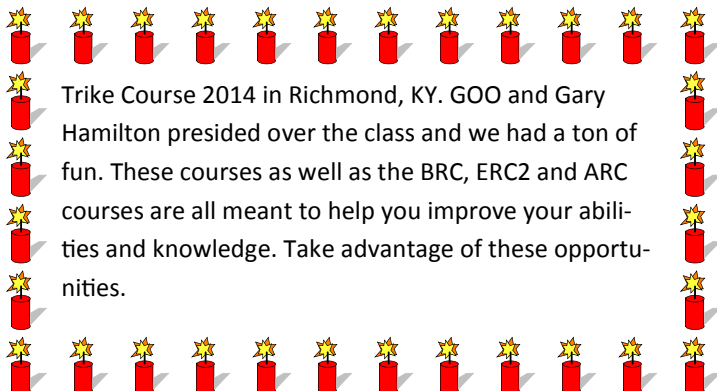 Trike Course 2014 in Richmond, KY. GOO and Gary
Hamilton presided over the class and we had a ton of
fun. These courses as well as the BRC, ERC2 and ARC
courses are all meant to help you improve your abili-
ties and knowledge. Take advantage of these opportu-
nities.